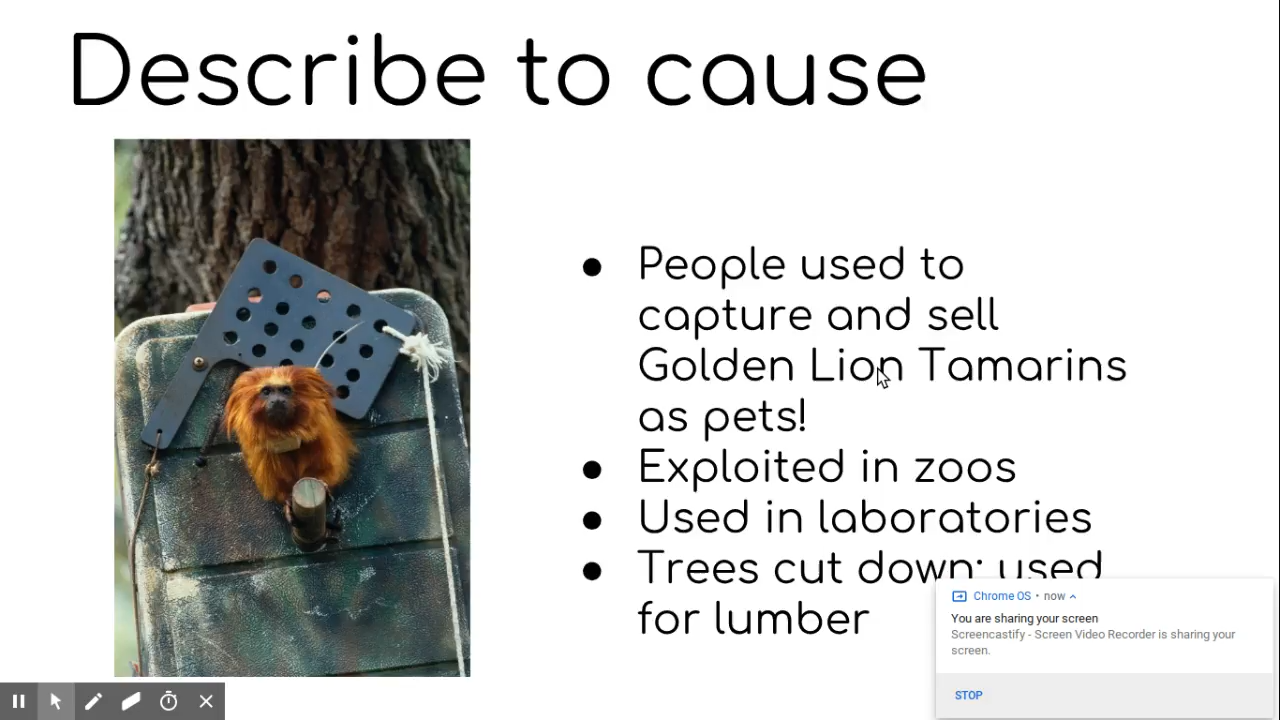 Describe to cause
● People used to
capture and sell
Golden Lion Tamarins
as pets!
● Exploited in zoos
● Used in laboratories
● Trees cut down; used
for lumber
Chrome OS • now
You are sharing your screen
Screencastify - Screen Video Recorder is sharing your
screen.
STOP